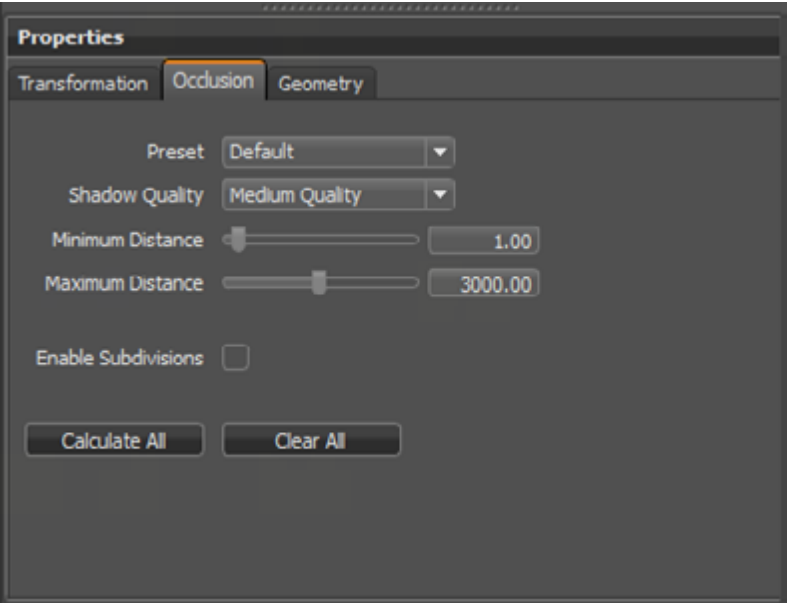 Properties
Transformation Occlusion Geometry
Preset Default
Shadow Quality Medium Quality
Minimum Distance 1.00
Maximum Distance 3000.00
Enable Subdivisions
Calculate All Clear All